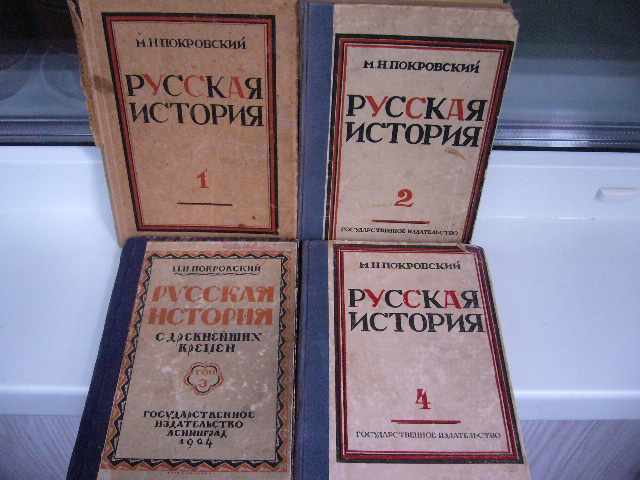 М.Н.ПОКРОВСКИЙ
РУССКАЯ
ИСТОРИЯ
1
М.Н.ПОКРОВСКИЙ
РУССКАЯ
ИСТОРИЯ
2
ГОСУДАРСТВЕННОЕ ИЗДАТЕЛЬСТВО
М.Н.ПОКРОВСКИЙ
РУССКАЯ
ИСТОРИЯ
С ДРЕВНЕЙШИХ
ВРЕМЕН
ТОМ
3
ГОСУДАРСТВЕННОЕ
ИЗДАТЕЛЬСТВО
ЛЕНИНГРАД
1924
М.Н.ПОКРОВСКИЙ
РУССКАЯ
ИСТОРИЯ
4
ГОСУДАРСТВЕННОЕ ИЗДАТЕЛЬСТВО